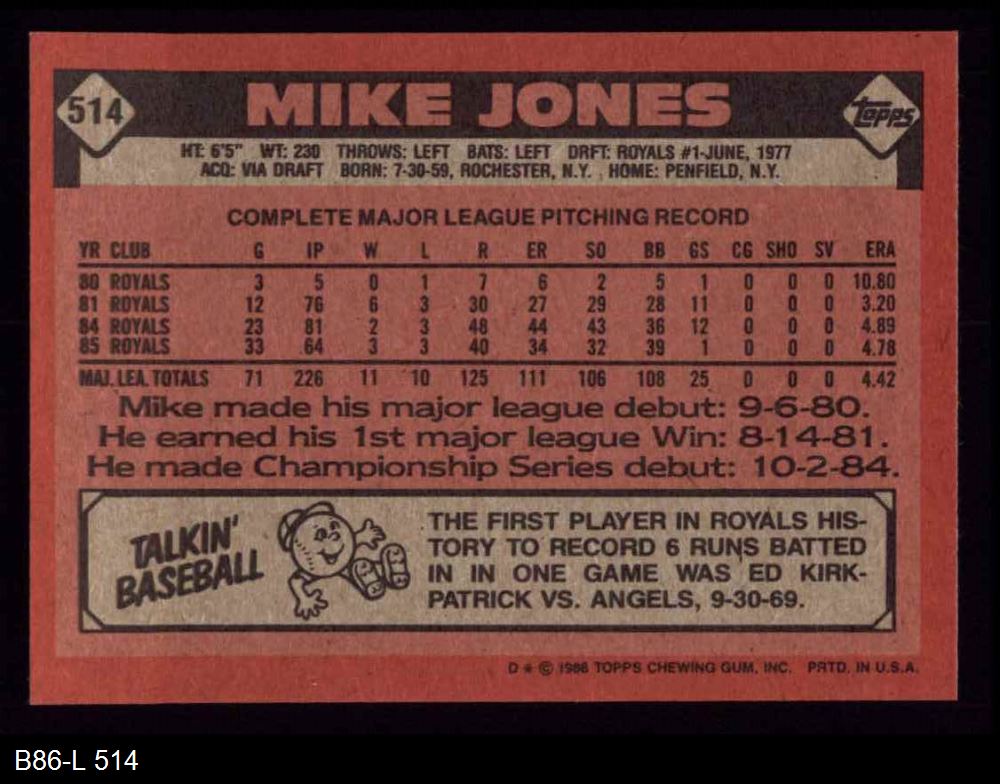 514
MIKE JONES
Topps
HT: 6'5" WT: 230 THROWS: LEFT BATS: LEFT DRFT: ROYALS #1-JUNE, 1977
ACQ: VIA DRAFT BORN: 7-30-59, ROCHESTER, N.Y. HOME: PENFIELD, N.Y.
COMPLETE MAJOR LEAGUE PITCHING RECORD
YR CLUB G IP W L R ER SO BB GS CG SHO SV ERA
80 ROYALS 3 5 0 1 7 6 2 5 1 0 0 0 10.80
81 ROYALS 12 76 6 3 30 27 29 28 11 0 0 0 3.20
84 ROYALS 23 81 2 3 48 44 43 36 12 0 0 0 4.89
85 ROYALS 33 64 3 3 40 34 32 39 1 0 0 0 4.78
MAJ. LEA. TOTALS 71 226 11 10 125 111 106 108 25 0 0 0 4.42
Mike made his major league debut: 9-6-80.
He earned his 1st major league Win: 8-14-81.
He made Championship Series debut: 10-2-84.
TALKIN'
BASEBALL
THE FIRST PLAYER IN ROYALS HIS-
TORY TO RECORD 6 RUNS BATTED
IN IN ONE GAME WAS ED KIRK-
PATRICK VS. ANGELS, 9-30-69.
D * © 1986 TOPPS CHEWING GUM, INC. PRTD. IN U.S.A.
B86-L 514